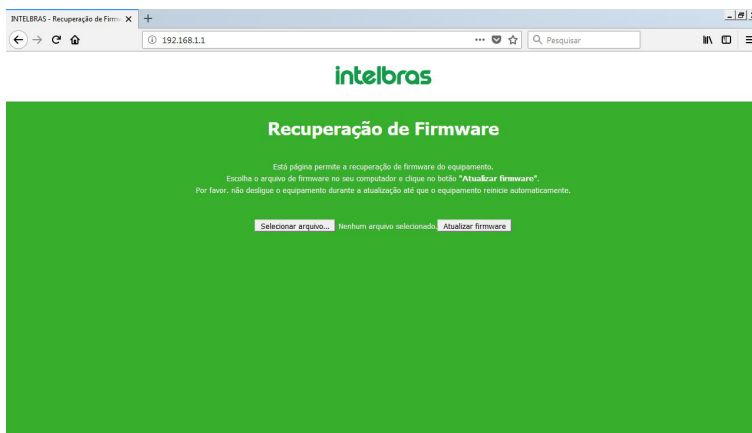 INTELBRAS - Recuperação de Firmw
192.168.1.1
Pesquisar
intelbras
Recuperação de Firmware
Está página permite a recuperação de firmware do equipamento.
Escolha o arquivo de firmware no seu computador e clique no botão "Atualizar firmware".
Por favor, não desligue o equipamento durante a atualização até que o equipamento reinicie automaticamente.
Selecionar arquivo... Nenhum arquivo selecionado. Atualizar firmware